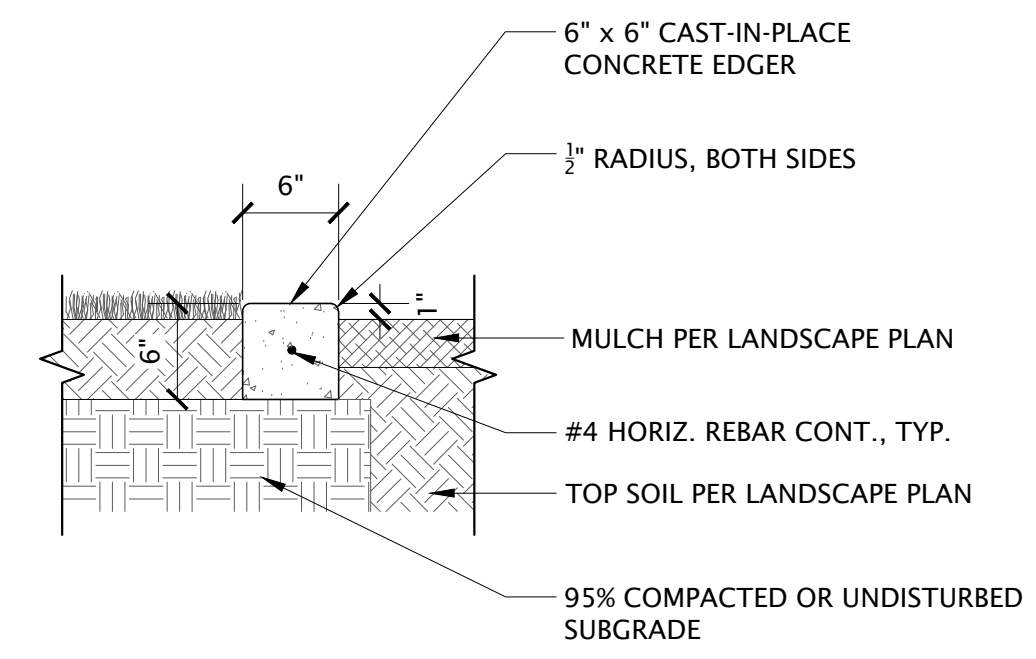 6" x 6" CAST-IN-PLACE
CONCRETE EDGER
½" RADIUS, BOTH SIDES
6"
1"
6"
MULCH PER LANDSCAPE PLAN
#4 HORIZ. REBAR CONT., TYP.
TOP SOIL PER LANDSCAPE PLAN
95% COMPACTED OR UNDISTURBED
SUBGRADE